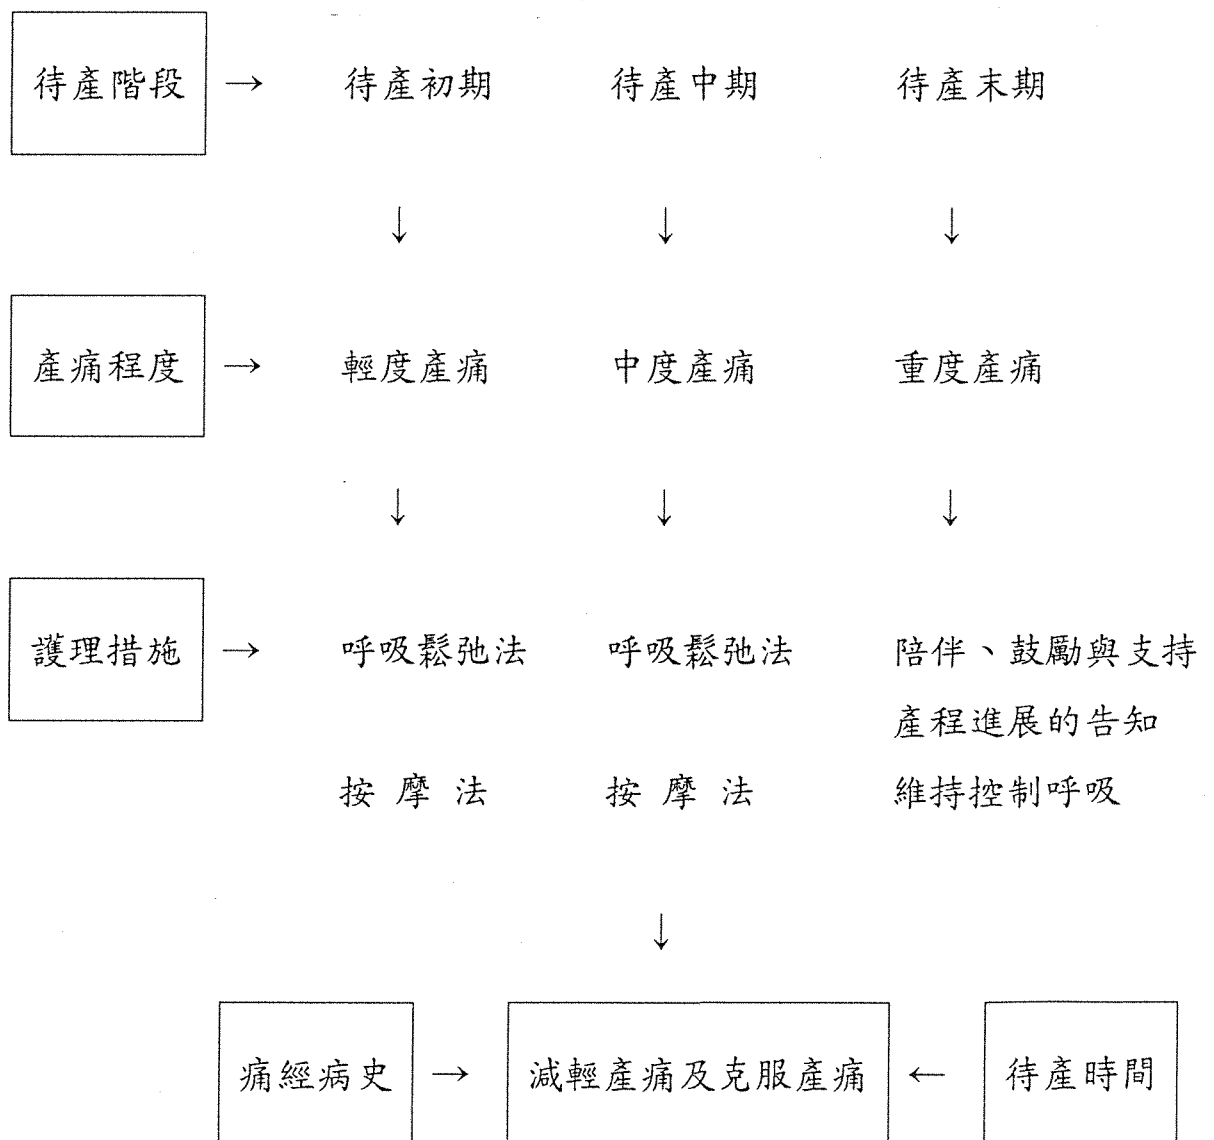 待產階段 → 待產初期 待產中期 待產末期
↓ ↓ ↓
產痛程度 → 輕度產痛 中度產痛 重度產痛
↓ ↓ ↓
護理措施 → 呼吸鬆弛法 呼吸鬆弛法 陪伴、鼓勵與支持
產程進展的告知
按摩法 按摩法 維持控制呼吸
↓
痛經病史 → 減輕產痛及克服產痛 ← 待產時間